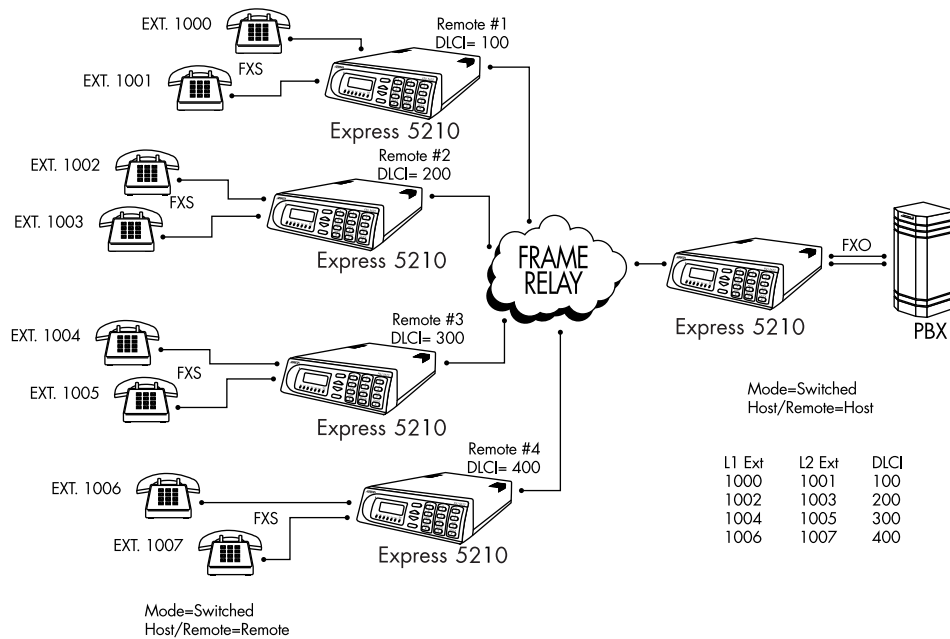 EXT. 1000
Remote #1
DLCI= 100
FXS
EXT. 1001
Express 5210
EXT. 1002
Remote #2
DLCI= 200
FXS
EXT. 1003
Express 5210
FRAME
RELAY
FXO
Express 5210
PBX
EXT. 1004
Remote #3
DLCI= 300
FXS
EXT. 1005
Express 5210
Mode=Switched
Host/Remote=Host
L1 Ext L2 Ext DLCI
1000 1001 100
1002 1003 200
1004 1005 300
1006 1007 400
Remote #4
DLCI= 400
EXT. 1006
FXS
EXT. 1007
Express 5210
Mode=Switched
Host/Remote=Remote